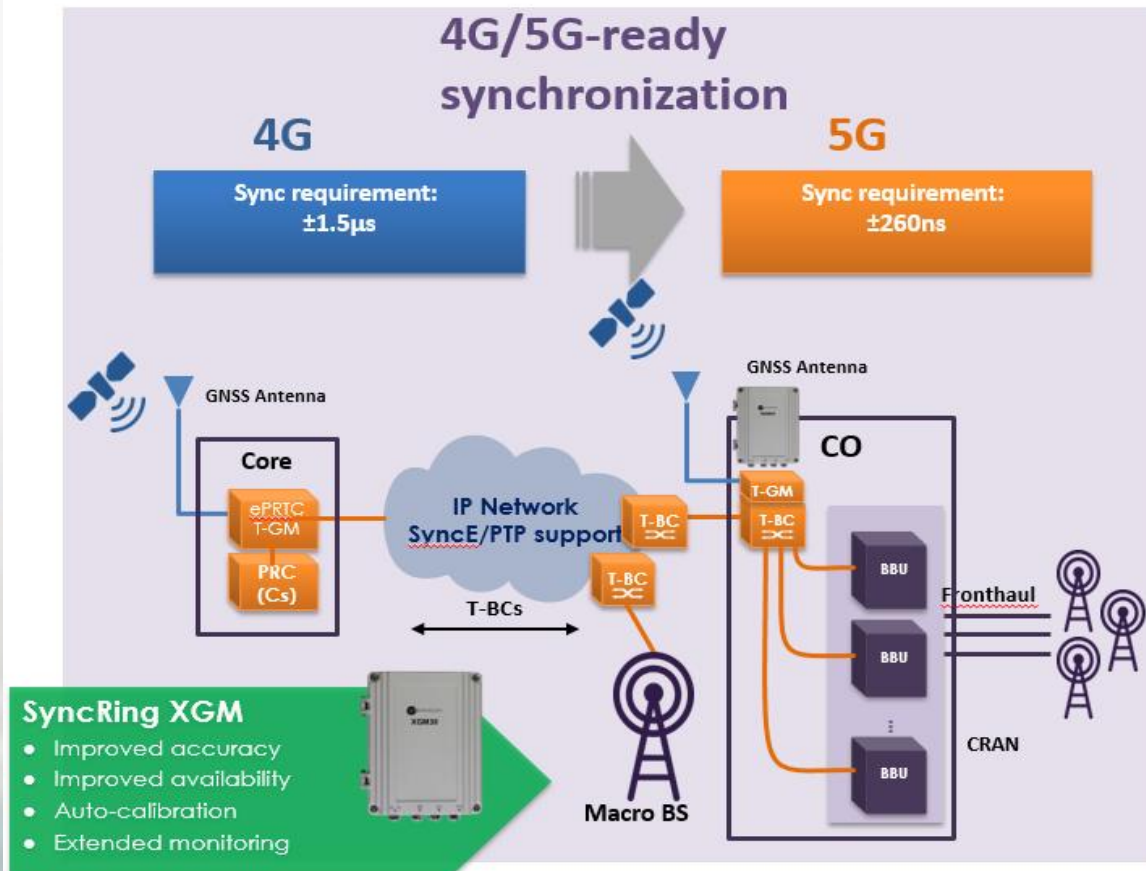 4G/5G-ready
synchronization
4G
5G
Sync requirement:
±1.5µs
Sync requirement:
±260ns
GNSS Antenna
GNSS Antenna
Core
CO
ePRTC
T-GM
PRC
(Cs)
IP Network
SyncE/PTP support
T-BC
T-BC
T-BCs
T-GM
T-BC
BBU
BBU
...
BBU
Fronthaul
CRAN
Macro BS
SyncRing XGM
● Improved accuracy
● Improved availability
● Auto-calibration
● Extended monitoring
XGM30